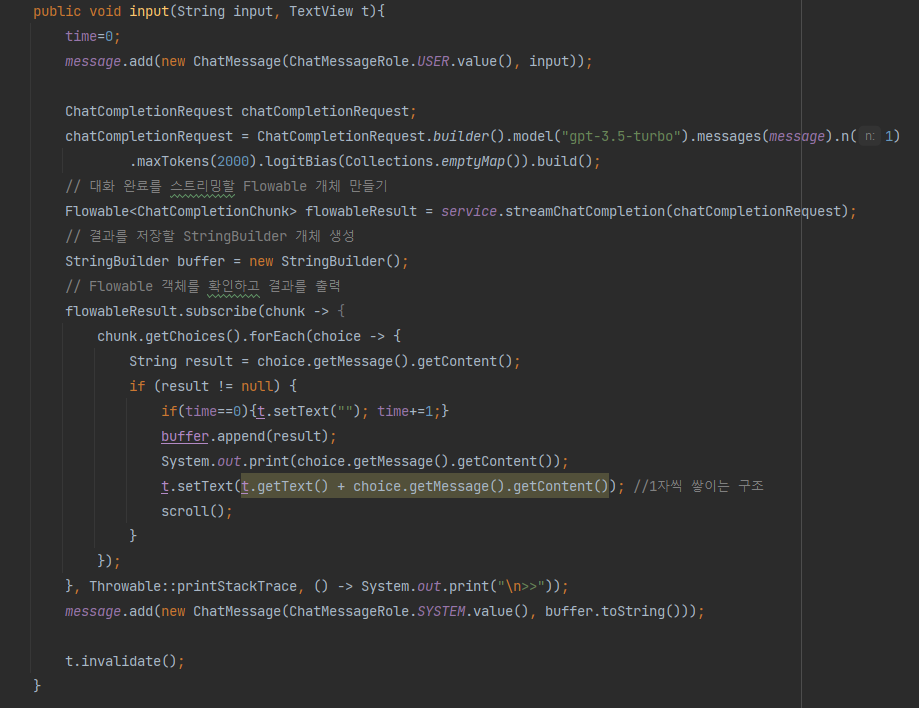 public void input(String input, TextView t){
time=0;
message.add(new ChatMessage(ChatMessageRole.USER.value(), input));
ChatCompletionRequest chatCompletionRequest;
chatCompletionRequest = ChatCompletionRequest.builder().model("gpt-3.5-turbo").messages(message).n( n: 1)
.maxTokens(2000).logitBias(Collections.emptyMap()).build();
// 대화 완료를 스트리밍할 Flowable 개체 만들기
Flowable<ChatCompletionChunk> flowableResult = service.streamChatCompletion(chatCompletionRequest);
// 결과를 저장할 StringBuilder 개체 생성
StringBuilder buffer = new StringBuilder();
// Flowable 객체를 확인하고 결과를 출력
flowableResult.subscribe(chunk -> {
chunk.getChoices().forEach(choice -> {
String result = choice.getMessage().getContent();
if (result != null) {
if(time==0){t.setText(""); time+=1;}
buffer.append(result);
System.out.print(choice.getMessage().getContent());
t.setText(t.getText() + choice.getMessage().getContent()); //1자씩 쌓이는 구조
scroll();
}
});
}, Throwable::printStackTrace, () -> System.out.print("\n>>"));
message.add(new ChatMessage(ChatMessageRole.SYSTEM.value(), buffer.toString()));
t.invalidate();
}